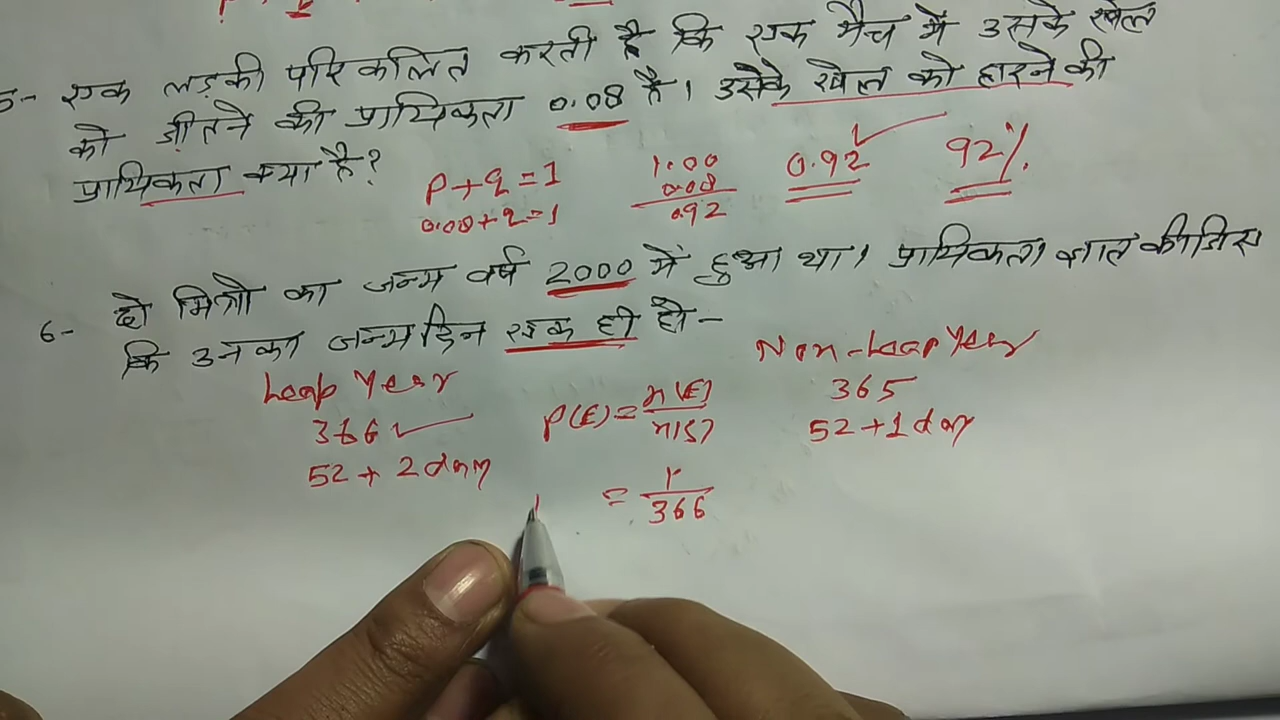 5- एक लड़की परिकलित करती है कि एक मैच में उसके खेल
को जीतने की प्रायिकता 0.08 है। उसके खेल को हारने की
प्रायिकता क्या है?
P+q=1
0.08+q=1
1.00
0.08
0.92
0.92
92%
6- दो मित्रो का जन्म वर्ष 2000 में हुआ था। प्रायिकता ज्ञात कीजिए
कि उनका जन्मदिन एक ही हो-
Leap Year
366
52+2 day
P(E)=n(E)/n(S)
=1/366
Non-Leap Year
365
52+1 day